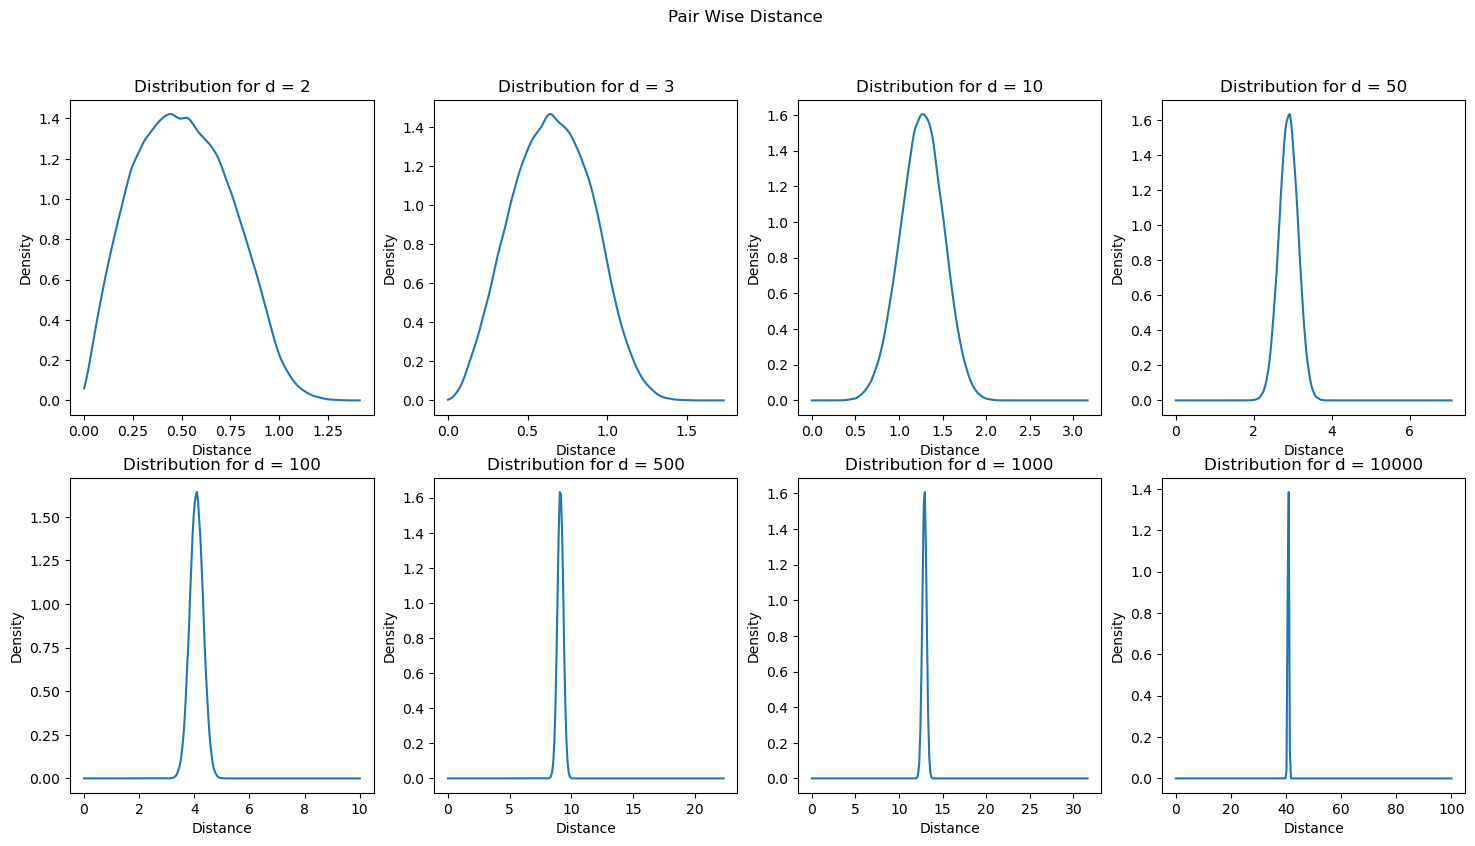 Pair Wise Distance
Distribution for d = 2
Density
1.4
1.2
1.0
0.8
0.6
0.4
0.2
0.0
0.00 0.25 0.50 0.75 1.00 1.25
Distance
Distribution for d = 3
Density
1.4
1.2
1.0
0.8
0.6
0.4
0.2
0.0
0.0 0.5 1.0 1.5
Distance
Distribution for d = 10
Density
1.6
1.4
1.2
1.0
0.8
0.6
0.4
0.2
0.0
0.0 0.5 1.0 1.5 2.0 2.5 3.0
Distance
Distribution for d = 50
Density
1.6
1.4
1.2
1.0
0.8
0.6
0.4
0.2
0.0
0 2 4 6
Distance
Distribution for d = 100
Density
1.50
1.25
1.00
0.75
0.50
0.25
0.00
0 2 4 6 8 10
Distance
Distribution for d = 500
Density
1.6
1.4
1.2
1.0
0.8
0.6
0.4
0.2
0.0
0 5 10 15 20
Distance
Distribution for d = 1000
Density
1.6
1.4
1.2
1.0
0.8
0.6
0.4
0.2
0.0
0 5 10 15 20 25 30
Distance
Distribution for d = 10000
Density
1.4
1.2
1.0
0.8
0.6
0.4
0.2
0.0
0 20 40 60 80 100
Distance